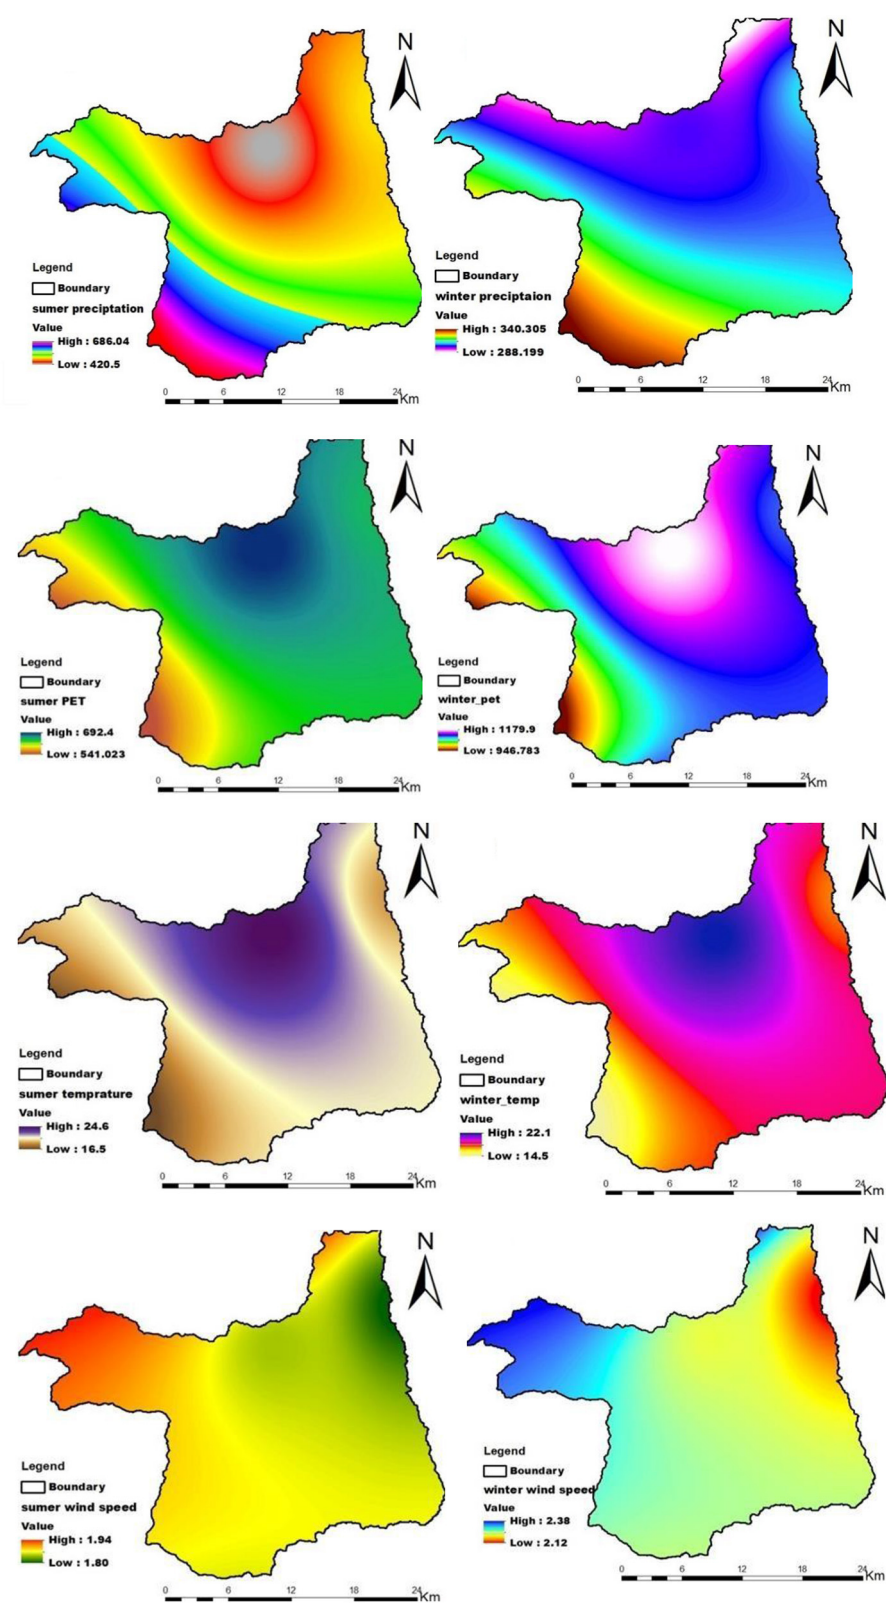 N
Legend
Boundary
sumer preciptation
Value
High : 686.04
Low : 420.5
0 6 12 18 24 Km
N
Legend
Boundary
winter preciptaion
Value
High : 340.305
Low : 288.199
0 6 12 18 24 Km
N
Legend
Boundary
sumer PET
Value
High : 692.4
Low : 541.023
0 6 12 18 24 Km
N
Legend
Boundary
winter_pet
Value
High : 1179.9
Low : 946.783
0 6 12 18 24 Km
N
Legend
Boundary
sumer temprature
Value
High : 24.6
Low : 16.5
0 6 12 18 24 Km
N
Legend
Boundary
winter_temp
Value
High : 22.1
Low : 14.5
0 6 12 18 24 Km
N
Legend
Boundary
sumer wind speed
Value
High : 1.94
Low : 1.80
0 6 12 18 24 Km
N
Legend
Boundary
winter wind speed
Value
High : 2.38
Low : 2.12
0 6 12 18 24 Km